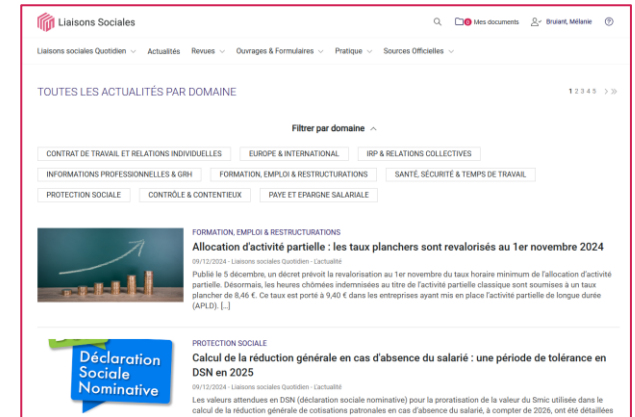 Liaisons Sociales
0 Mes documents
Bruiant, Mélanie
Liaisons sociales Quotidien
Actualités
Revues
Ouvrages & Formulaires
Pratique
Sources Officielles
TOUTES LES ACTUALITÉS PAR DOMAINE
1 2 3 4 5
Filtrer par domaine
CONTRAT DE TRAVAIL ET RELATIONS INDIVIDUELLES
EUROPE & INTERNATIONAL
IRP & RELATIONS COLLECTIVES
INFORMATIONS PROFESSIONNELLES & GRH
FORMATION, EMPLOI & RESTRUCTURATIONS
SANTÉ, SÉCURITÉ & TEMPS DE TRAVAIL
PROTECTION SOCIALE
CONTRÔLE & CONTENTIEUX
PAYE ET EPARGNE SALARIALE
FORMATION, EMPLOI & RESTRUCTURATIONS
Allocation d'activité partielle : les taux planchers sont revalorisés au 1er novembre 2024
09/12/2024 - Liaisons sociales Quotidien - L'actualité
Publié le 5 décembre, un décret prévoit la revalorisation au 1er novembre du taux horaire minimum de l'allocation d'activité
partielle. Désormais, les heures chômées indemnisées au titre de l'activité partielle classique sont soumises à un taux
plancher de 8,46 €. Ce taux est porté à 9,40 € dans les entreprises ayant mis en place l'activité partielle de longue durée
(APLD). [...]
Déclaration
Sociale
Nominative
PROTECTION SOCIALE
Calcul de la réduction générale en cas d'absence du salarié : une période de tolérance en
DSN en 2025
09/12/2024 - Liaisons sociales Quotidien - L'actualité
Les valeurs attendues en DSN (déclaration sociale nominative) pour la proratisation de la valeur du Smic utilisée dans le
calcul de la réduction générale de cotisations patronales en cas d'absence du salarié, à compter de 2026, ont été détaillées